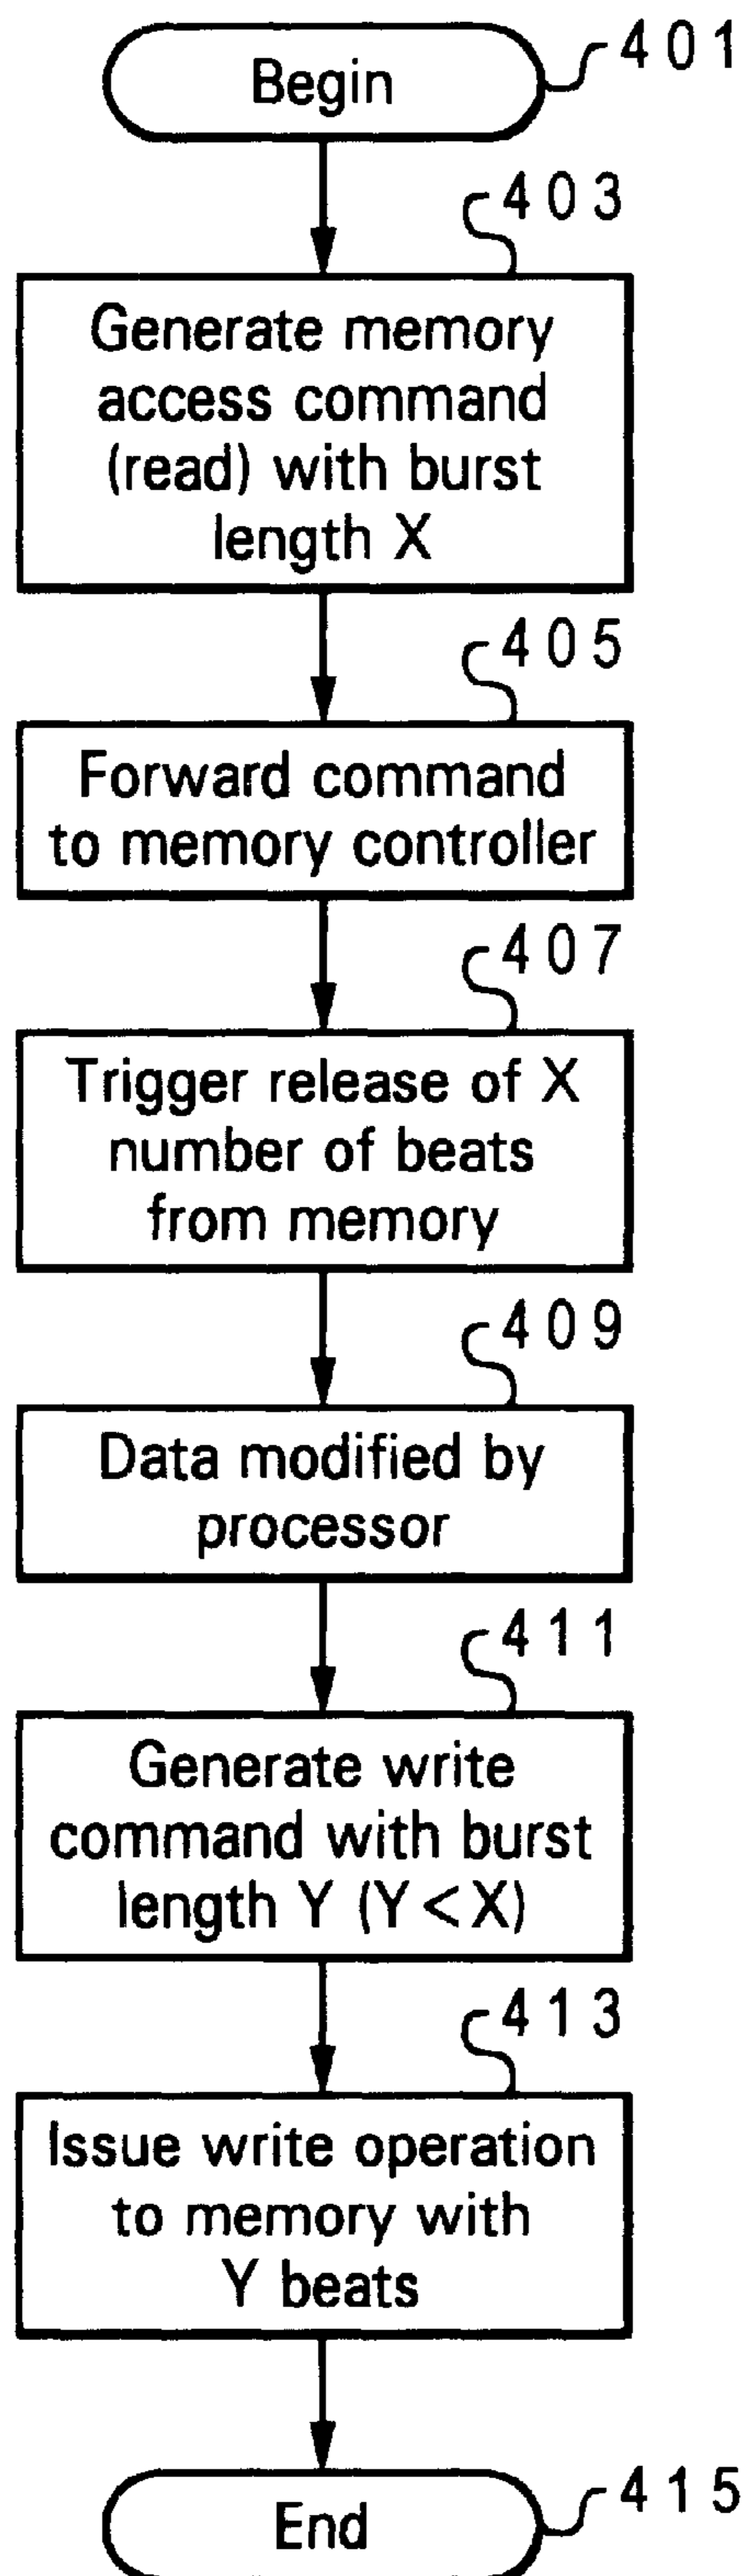 Begin
401
403
Generate memory
access command
(read) with burst
length X
405
Forward command
to memory controller
407
Trigger release of X
number of beats
from memory
409
Data modified by
processor
411
Generate write
command with burst
length Y (Y<X)
413
Issue write operation
to memory with
Y beats
End
415